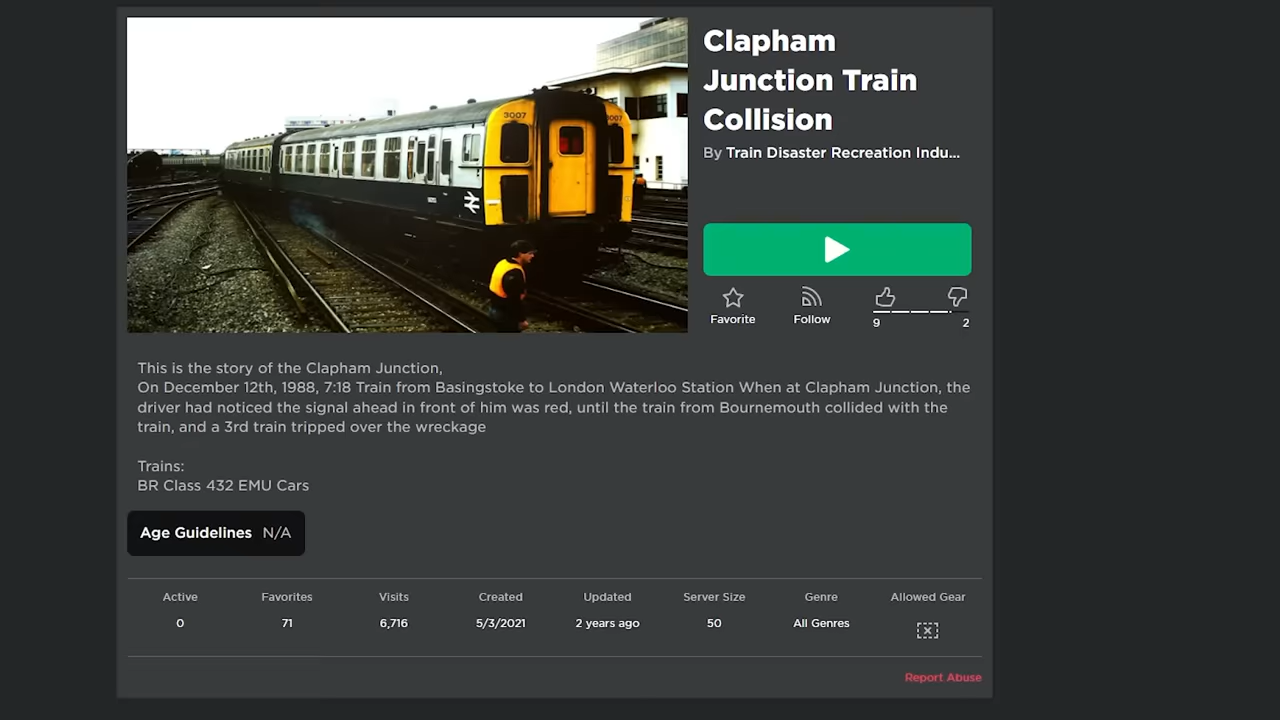 Clapham
Junction Train
Collision
By Train Disaster Recreation Indu...
3007
3007
Favorite
Follow
9
2
This is the story of the Clapham Junction,
On December 12th, 1988, 7:18 Train from Basingstoke to London Waterloo Station When at Clapham Junction, the
driver had noticed the signal ahead in front of him was red, until the train from Bournemouth collided with the
train, and a 3rd train tripped over the wreckage
Trains:
BR Class 432 EMU Cars
Age Guidelines N/A
Active Favorites Visits Created Updated Server Size Genre Allowed Gear
0 71 6,716 5/3/2021 2 years ago 50 All Genres
Report Abuse